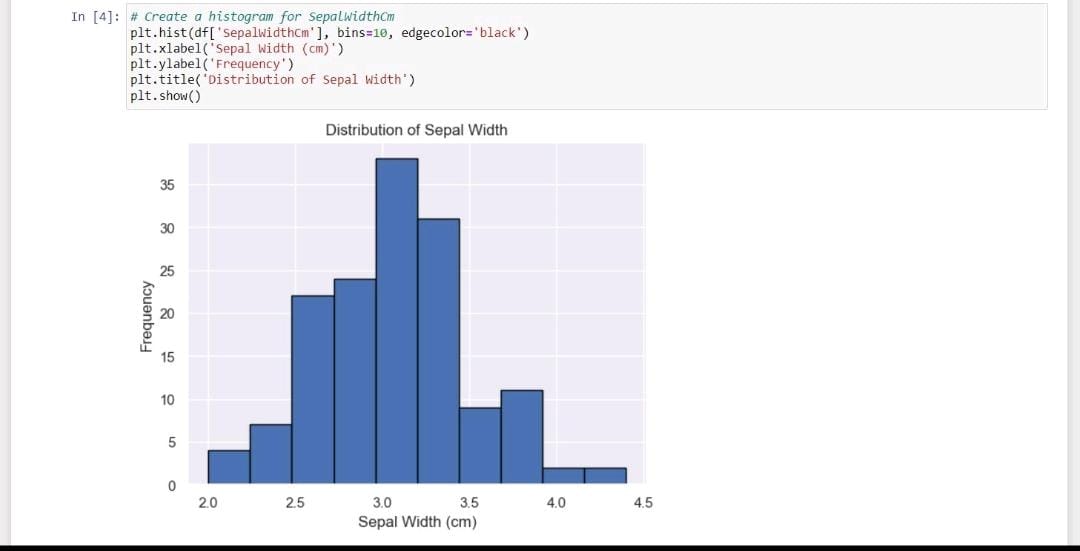 In [4]: # Create a histogram for SepalWidthCm
plt.hist(df['SepalWidthCm'], bins=10, edgecolor='black')
plt.xlabel('Sepal Width (cm)')
plt.ylabel('Frequency')
plt.title('Distribution of Sepal Width')
plt.show()
Distribution of Sepal Width
35
30
25
20
15
10
5
0
Frequency
2.0 2.5 3.0 3.5 4.0 4.5
Sepal Width (cm)